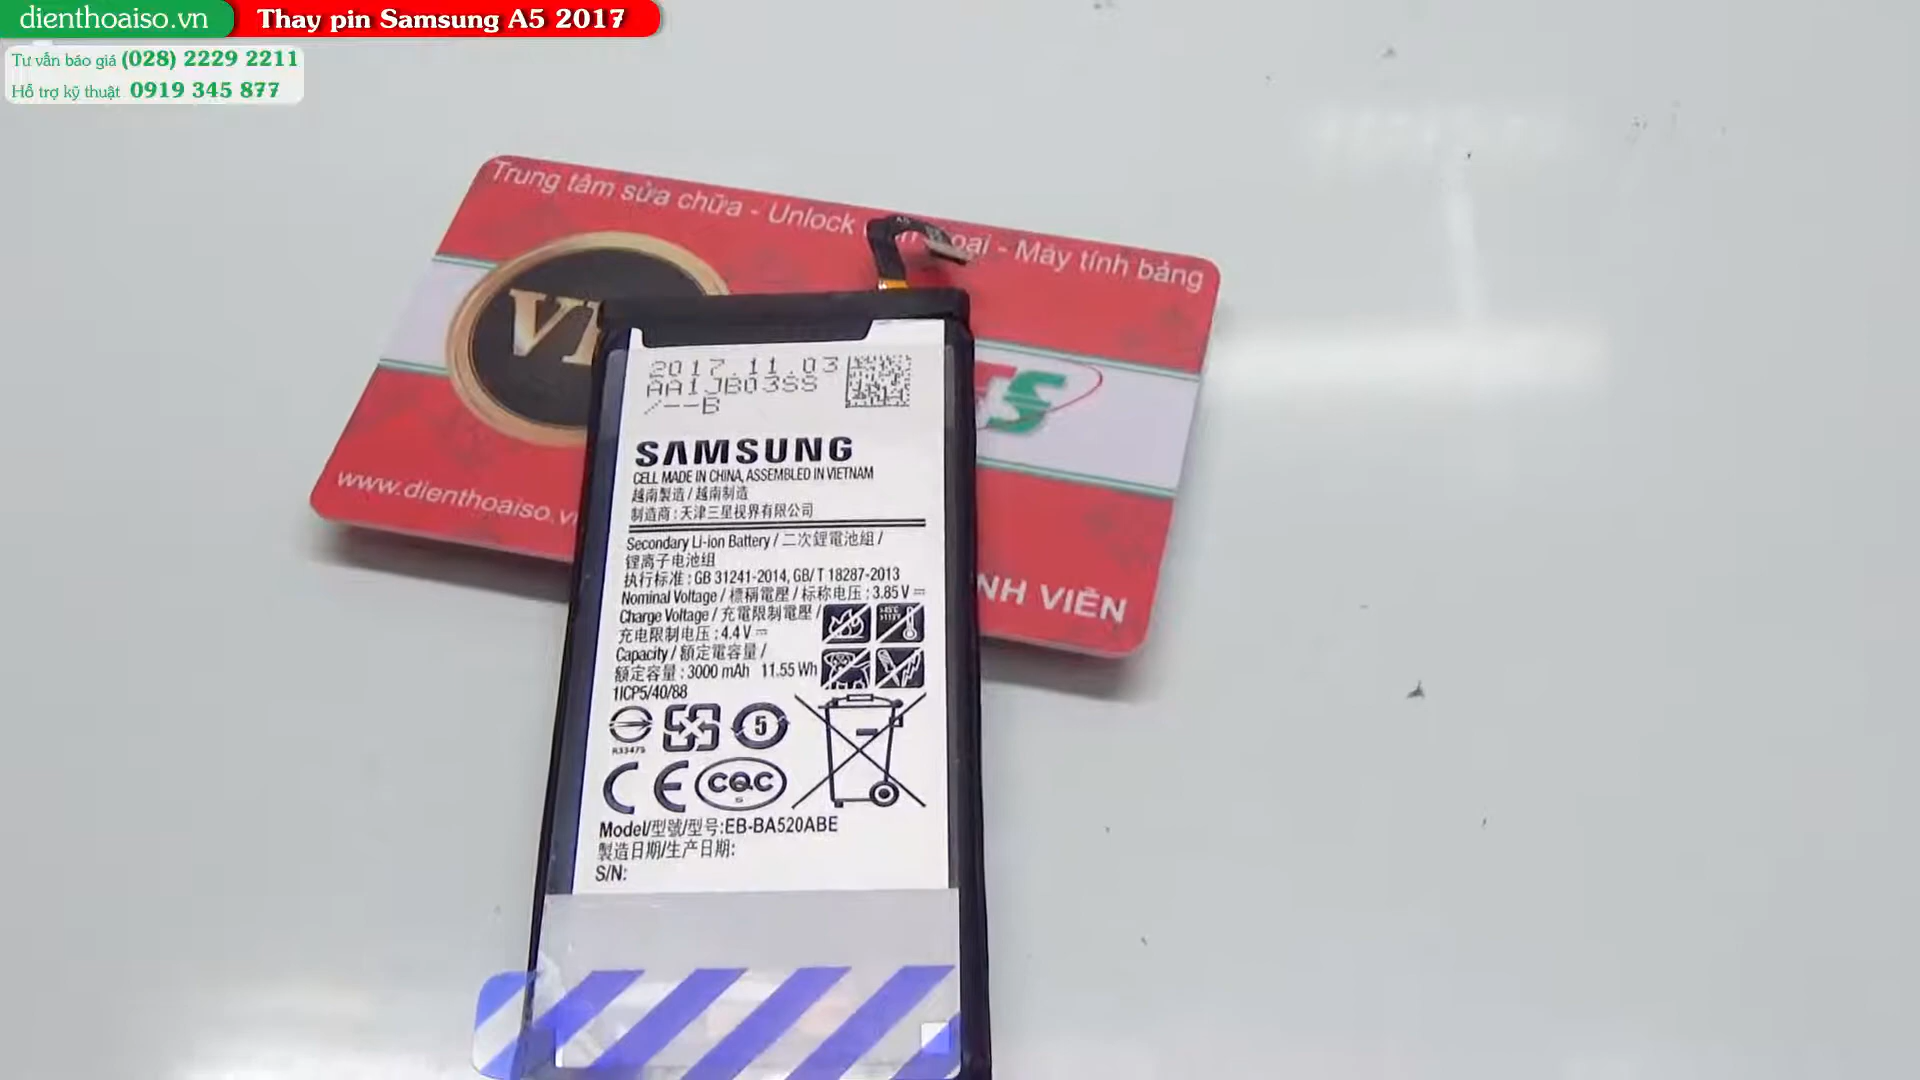 dienthoaiso.vn
Thay pin Samsung A5 2017
Tư vấn báo giá (028) 2229 2211
Hỗ trợ kỹ thuật 0919 345 877
Trung tâm sửa chữa - Unlock - Máy tính bảng
www.dienthoaiso.v
NH VIÊN
2017.11.03
AA1JB03SS
/--B
SAMSUNG
CELL MADE IN CHINA, ASSEMBLED IN VIETNAM
越南製造 / 越南制造
制造商 : 天津三星视界有限公司
Secondary Li-ion Battery / 二次鋰電池組 /
锂离子电池组
执行标准 : GB 31241-2014, GB/T 18287-2013
Nominal Voltage / 標稱電壓 / 标称电压 : 3.85 V
Charge Voltage / 充電限制電壓 /
充电限制电压 : 4.4 V
Capacity / 額定電容量 /
额定容量 : 3000 mAh 11.55 Wh
1ICP5/40/88
R33475
5
CE
CQC
S
Model/型號/型号:EB-BA520ABE
製造日期/生产日期:
S/N: